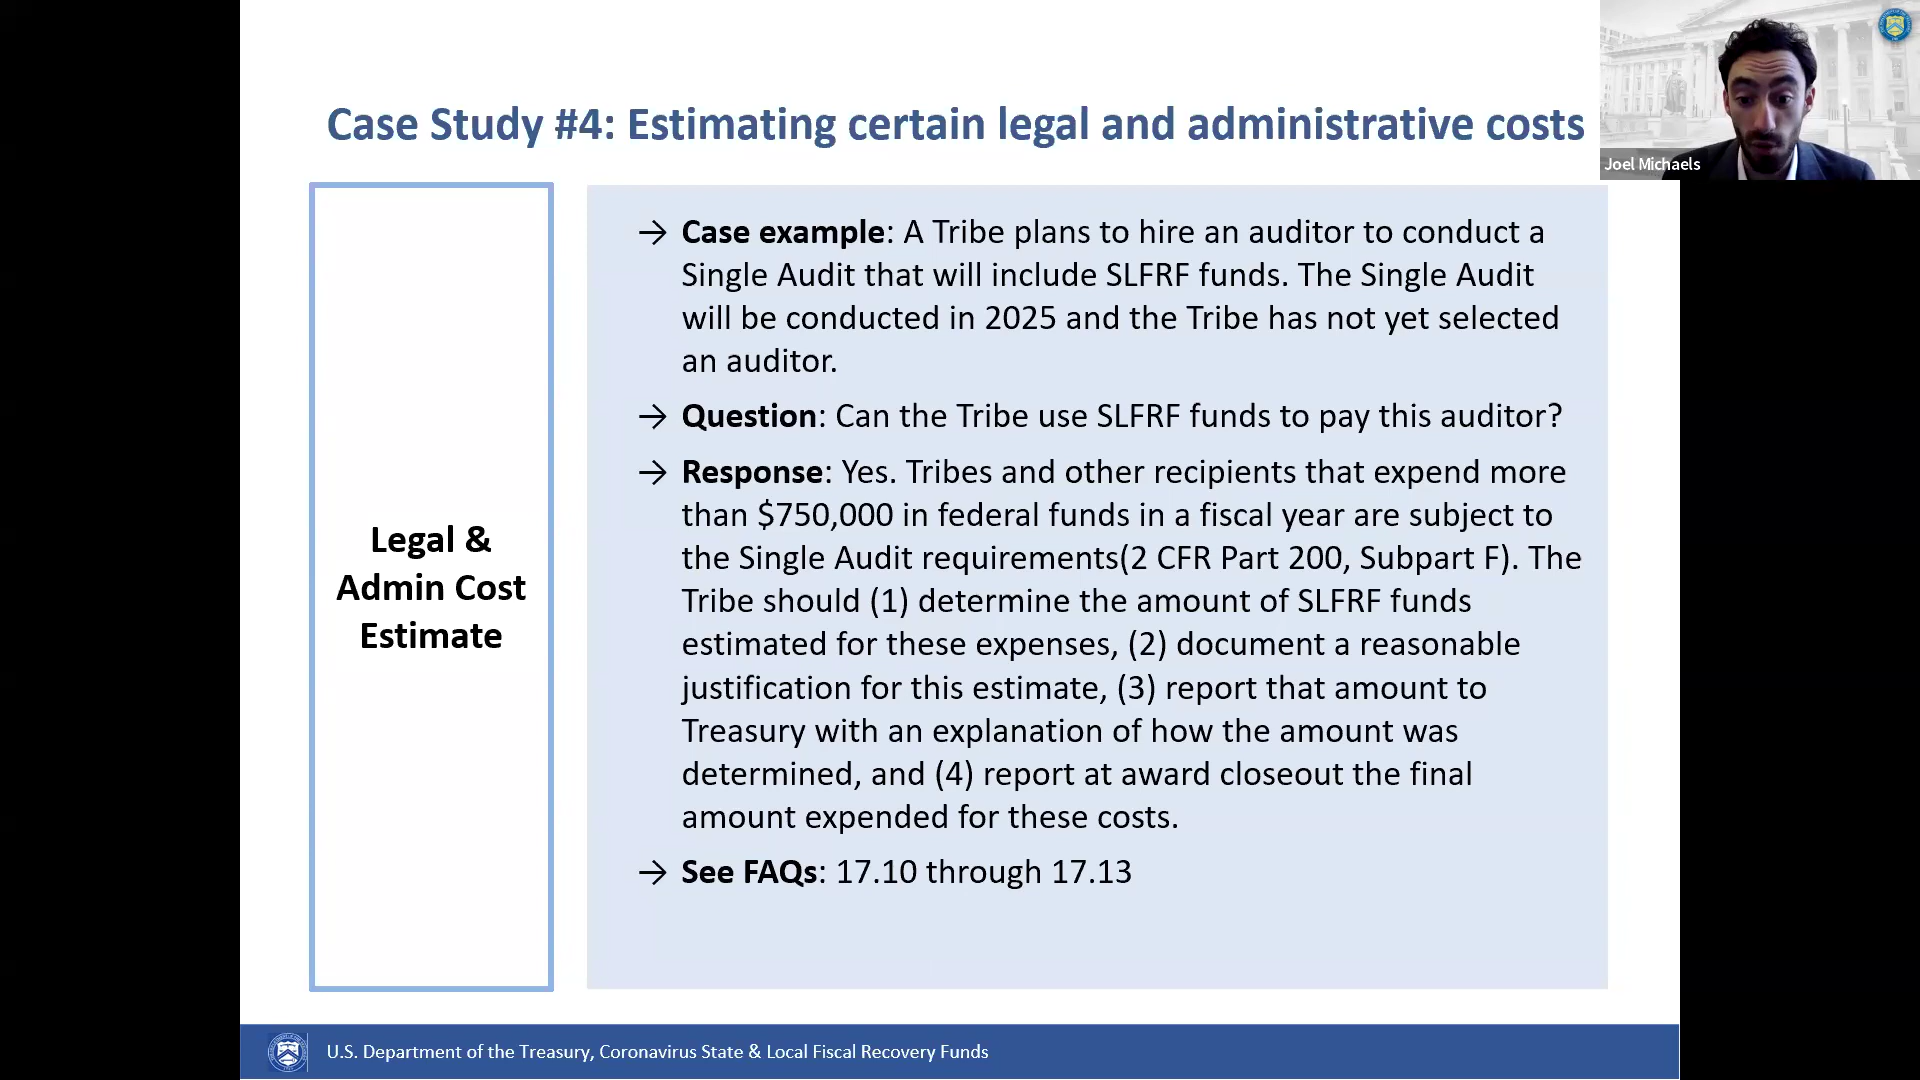 Case Study #4: Estimating certain legal and administrative costs
Joel Michaels
Legal &
Admin Cost
Estimate
→ Case example: A Tribe plans to hire an auditor to conduct a
Single Audit that will include SLFRF funds. The Single Audit
will be conducted in 2025 and the Tribe has not yet selected
an auditor.
→ Question: Can the Tribe use SLFRF funds to pay this auditor?
→ Response: Yes. Tribes and other recipients that expend more
than $750,000 in federal funds in a fiscal year are subject to
the Single Audit requirements(2 CFR Part 200, Subpart F). The
Tribe should (1) determine the amount of SLFRF funds
estimated for these expenses, (2) document a reasonable
justification for this estimate, (3) report that amount to
Treasury with an explanation of how the amount was
determined, and (4) report at award closeout the final
amount expended for these costs.
→ See FAQs: 17.10 through 17.13
U.S. Department of the Treasury, Coronavirus State & Local Fiscal Recovery Funds